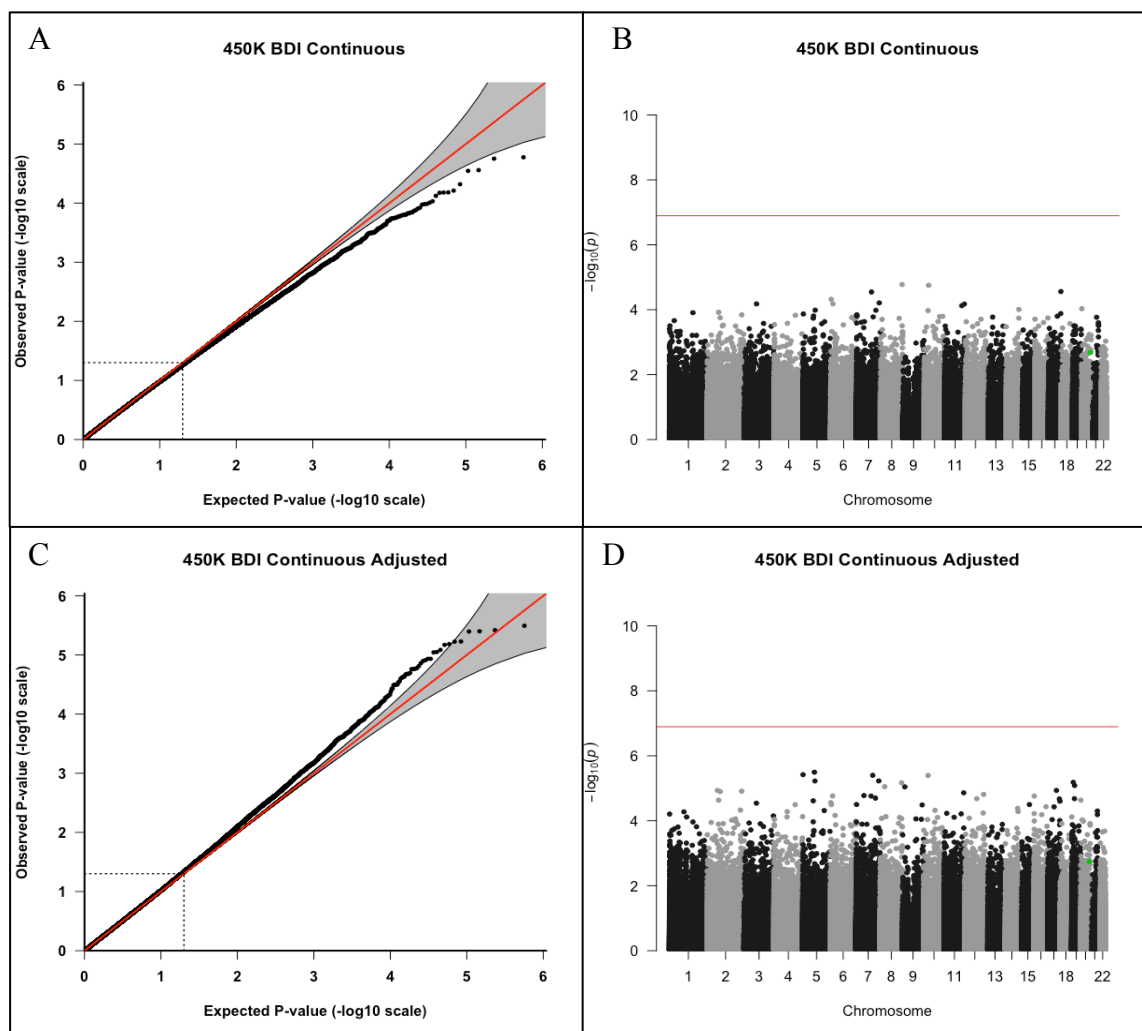 A
450K BDI Continuous
6
5
4
3
2
1
0
Observed P-value (-log10 scale)
0 1 2 3 4 5 6
Expected P-value (-log10 scale)
B
450K BDI Continuous
10
8
6
4
2
0
−log10(p)
1 2 3 4 5 6 7 8 9 11 13 15 18 22
Chromosome
C
450K BDI Continuous Adjusted
6
5
4
3
2
1
0
Observed P-value (-log10 scale)
0 1 2 3 4 5 6
Expected P-value (-log10 scale)
D
450K BDI Continuous Adjusted
10
8
6
4
2
0
−log10(p)
1 2 3 4 5 6 7 8 9 11 13 15 18 22
Chromosome